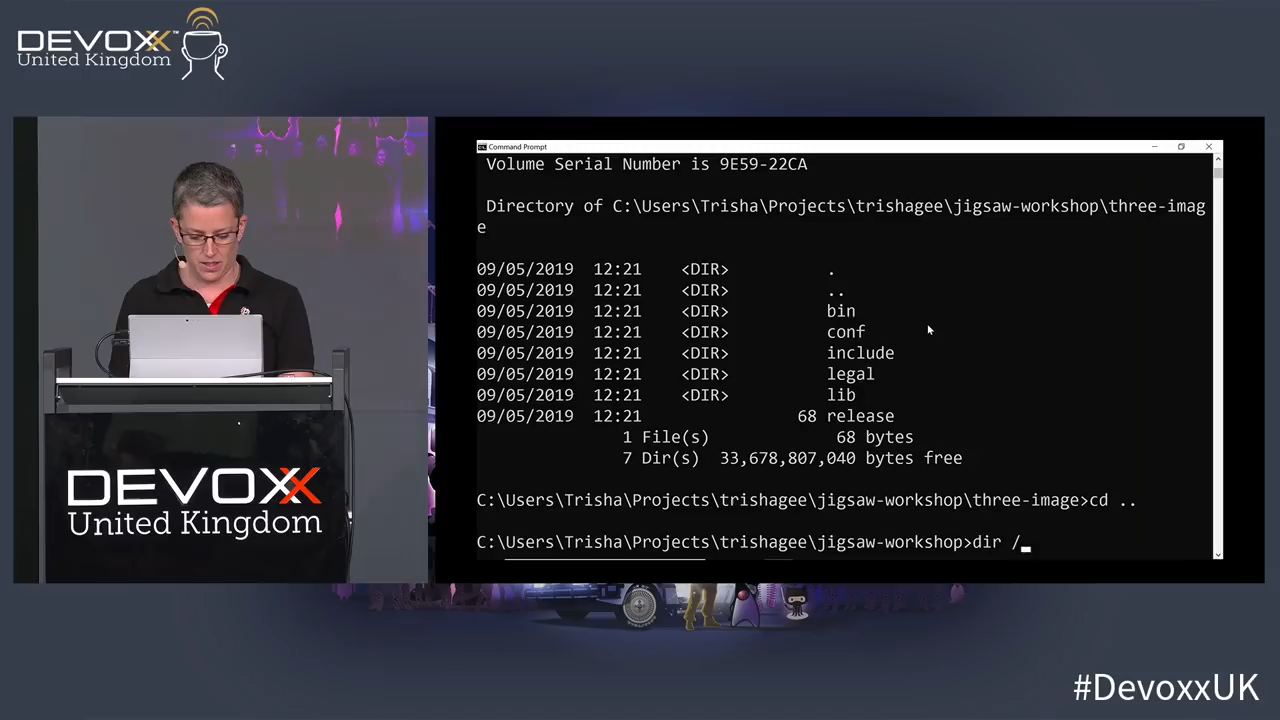 DEVOXX™
United Kingdom
Command Prompt
Volume Serial Number is 9E59-22CA
Directory of C:\Users\Trisha\Projects\trishagee\jigsaw-workshop\three-imag
e
09/05/2019 12:21 <DIR> .
09/05/2019 12:21 <DIR> ..
09/05/2019 12:21 <DIR> bin
09/05/2019 12:21 <DIR> conf
09/05/2019 12:21 <DIR> include
09/05/2019 12:21 <DIR> legal
09/05/2019 12:21 <DIR> lib
09/05/2019 12:21 68 release
1 File(s) 68 bytes
7 Dir(s) 33,678,807,040 bytes free
C:\Users\Trisha\Projects\trishagee\jigsaw-workshop\three-image>cd ..
C:\Users\Trisha\Projects\trishagee\jigsaw-workshop>dir /
DEVOXX
United Kingdom
#DevoxxUK